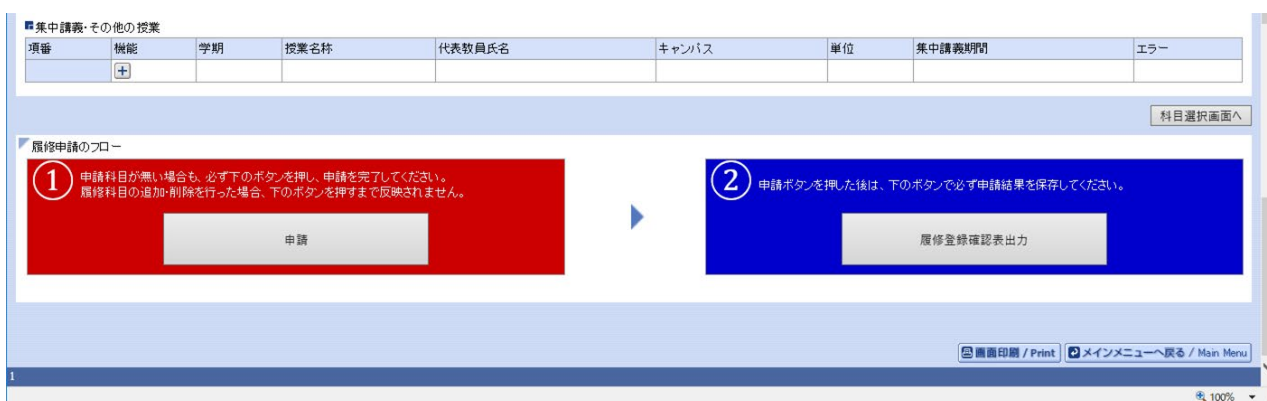 集中講義・その他の授業
項番 機能 学期 授業名称 代表教員氏名 キャンパス 単位 集中講義期間 エラー
科目選択画面へ
履修申請のフロー
1 申請科目が無い場合も、必ず下のボタンを押し、申請を完了してください。
履修科目の追加・削除を行った場合、下のボタンを押すまで反映されません。
申請
2 申請ボタンを押した後は、下のボタンで必ず申請結果を保存してください。
履修登録確認表出力
画面印刷 / Print メインメニューへ戻る / Main Menu
1
100%